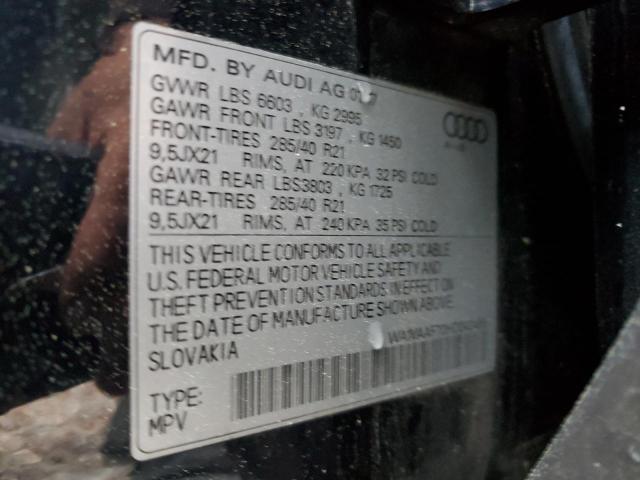 MFD. BY AUDI AG
GVWR LBS 6603 , KG 2995
GAWR FRONT LBS 3197 , KG 1450
FRONT-TIRES 285/40 R21
9,5JX21 RIMS, AT 220 KPA 32 PSI COLD
GAWR REAR LBS3803 , KG 1725
REAR-TIRES 285/40 R21
9,5JX21 RIMS, AT 240 KPA 35 PSI COLD
THIS VEHICLE CONFORMS TO ALL APPLICABLE
U.S. FEDERAL MOTOR VEHICLE SAFETY AND
THEFT PREVENTION STANDARDS IN EFFECT ON
THE DATE OF MANUFACTURE SHOWN ABOVE.
SLOVAKIA
TYPE:
MPV